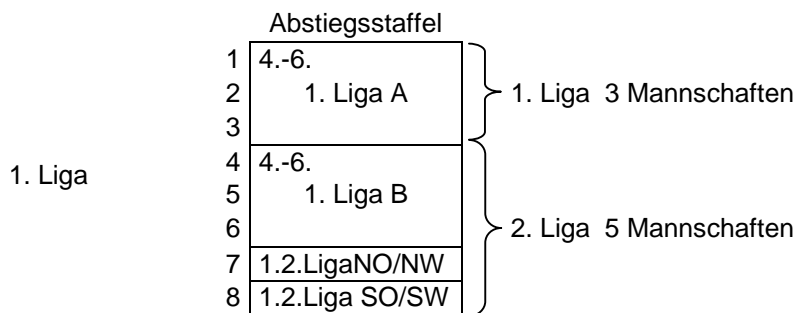 Abstiegsstaffel
1 4.-6.
2 1. Liga A 1. Liga 3 Mannschaften
3
4 4.-6.
1. Liga 5 1. Liga B
6 2. Liga 5 Mannschaften
7 1.2.LigaNO/NW
8 1.2.Liga SO/SW